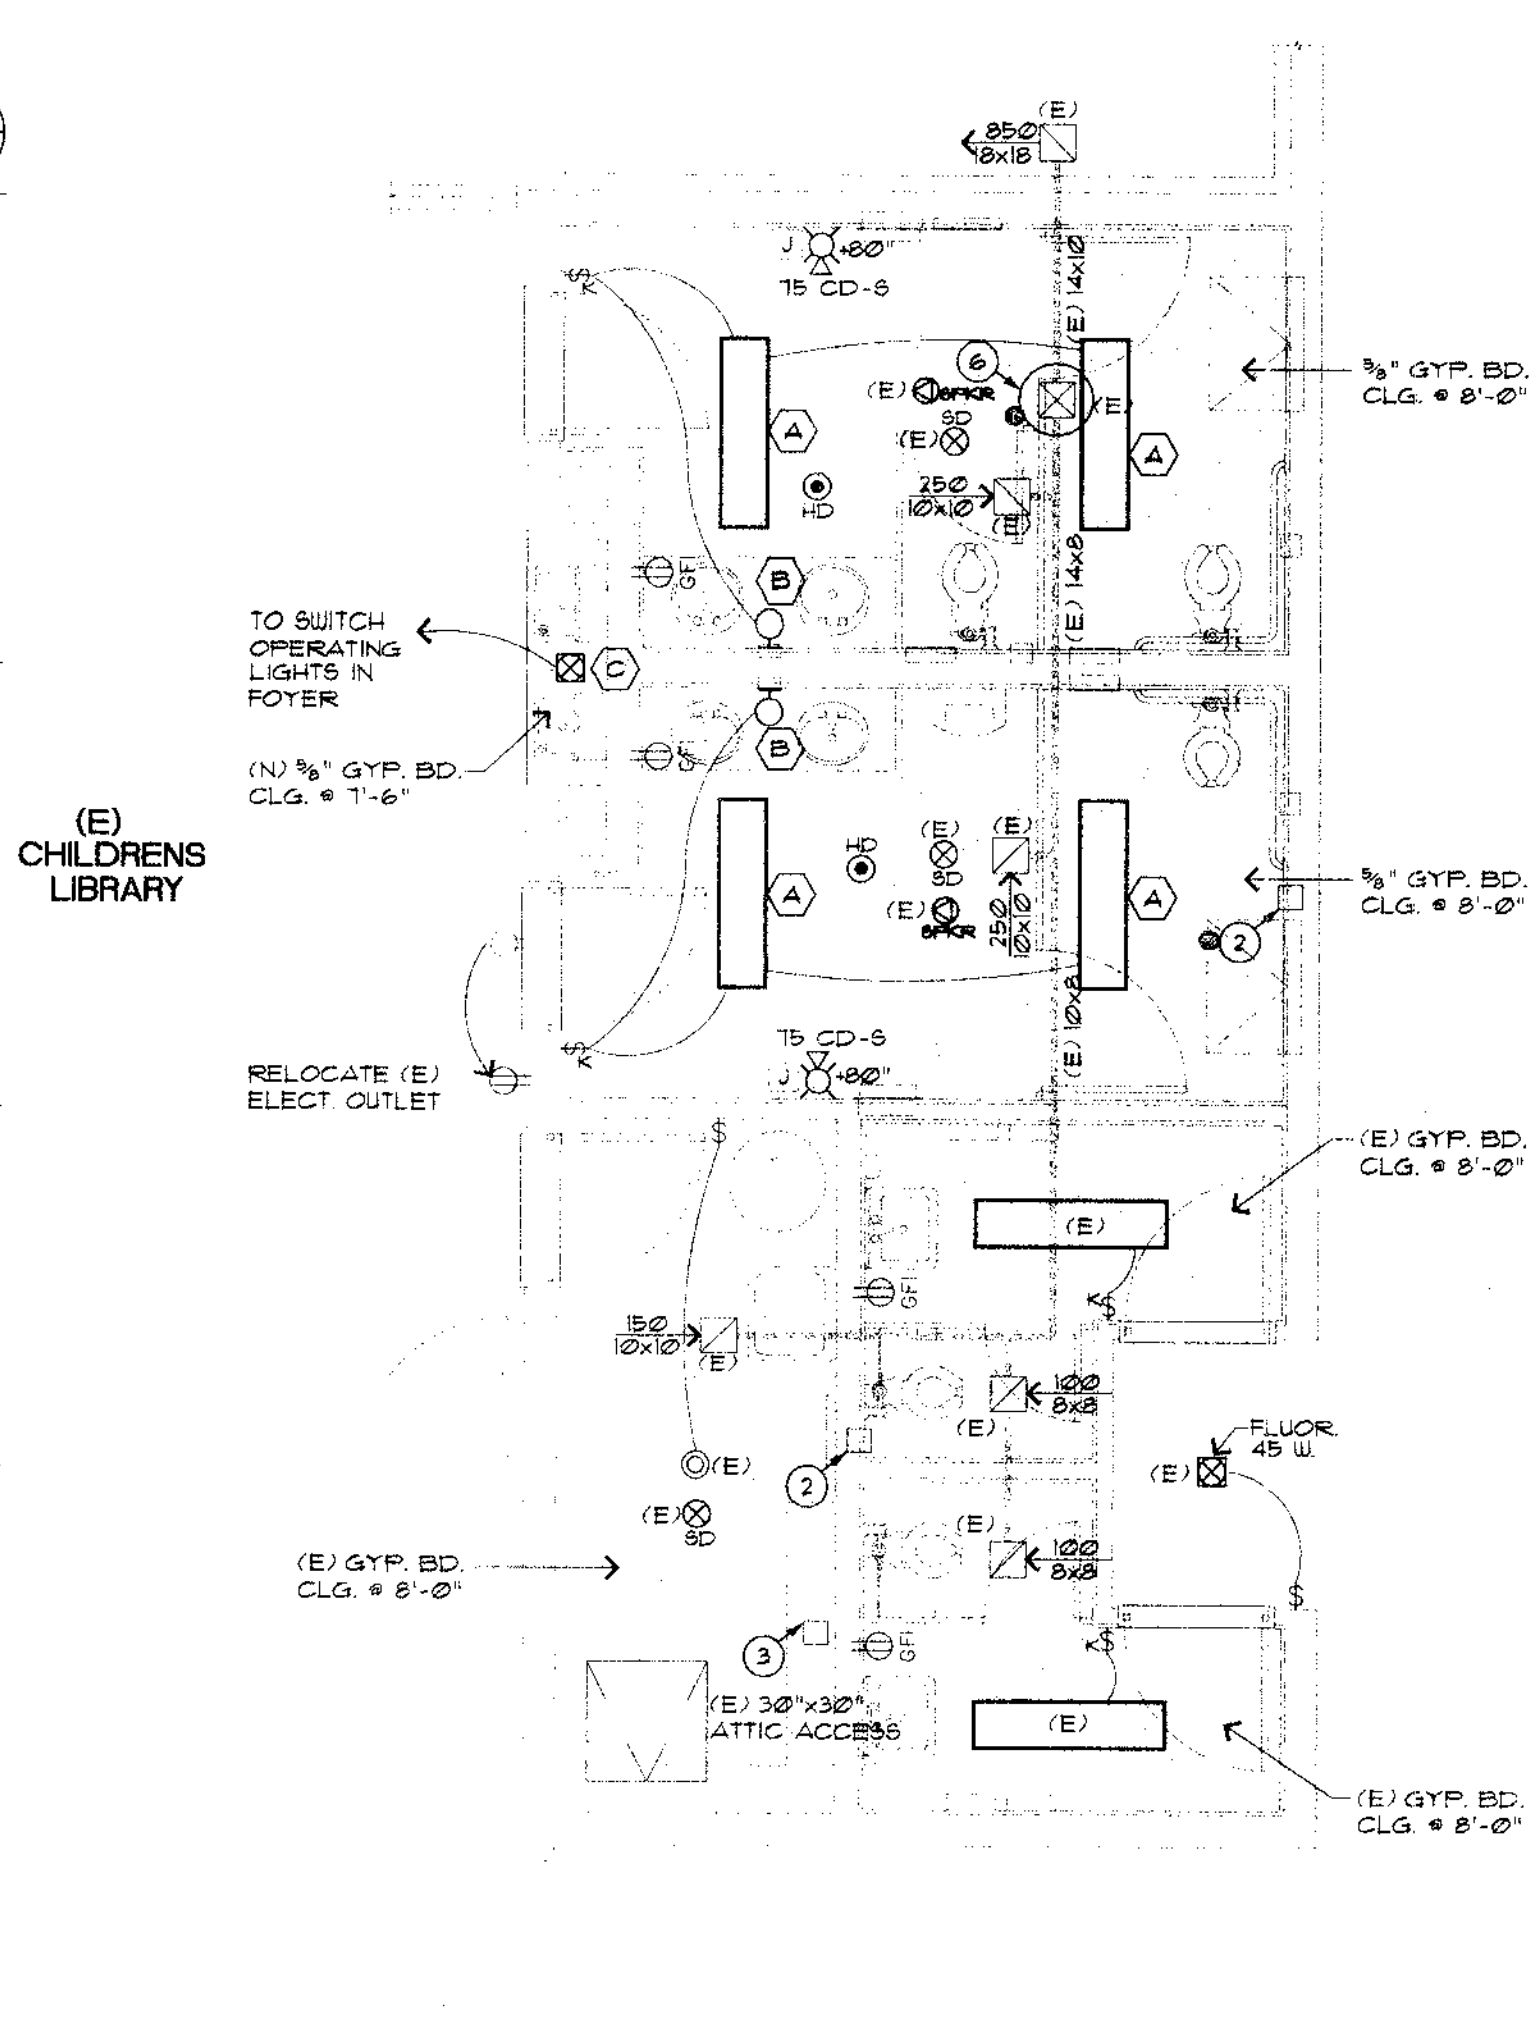 (E)
850
18x18
J
+80"
75 CD-S
(E) 14x10
$
K
6
(E)
SPKR
SD
(E)
(E)
A
A
5/8" GYP. BD.
CLG. @ 8'-0"
250
10x10
(E)
HD
GFI
B
(E) 14x8
TO SWITCH
OPERATING
LIGHTS IN
FOYER
C
B
GFI
(N) 5/8" GYP. BD.
CLG. @ 7'-6"
(E)
CHILDRENS
LIBRARY
HD
(E)
SD
(E)
A
A
(E)
SPKR
250
10x10
5/8" GYP. BD.
CLG. @ 8'-0"
2
(E) 10x8
$
K
75 CD-S
J
+80"
RELOCATE (E)
ELECT. OUTLET
$
(E) GYP. BD.
CLG. @ 8'-0"
(E)
GFI
K$
150
10x10
(E)
100
8x8
(E)
FLUOR.
45 W.
(E)
(E)
2
(E)
SD
(E)
100
8x8
(E) GYP. BD.
CLG. @ 8'-0"
$
3
GFI
K$
(E) 30"x30"
ATTIC ACCESS
(E)
(E) GYP. BD.
CLG. @ 8'-0"